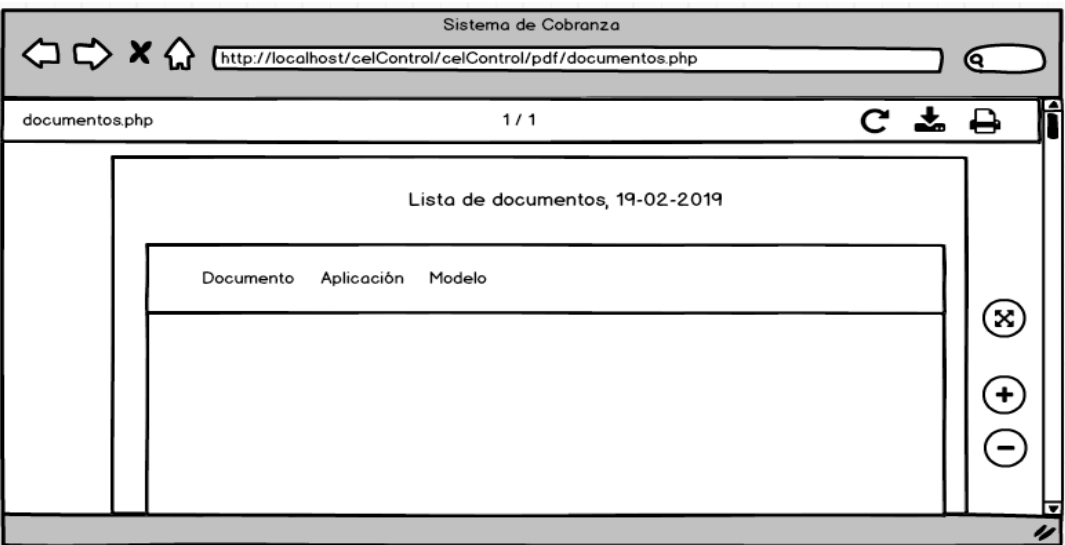 Sistema de Cobranza
http://localhost/celControl/celControl/pdf/documentos.php
documentos.php 1 / 1
Lista de documentos, 19-02-2019
Documento Aplicación Modelo